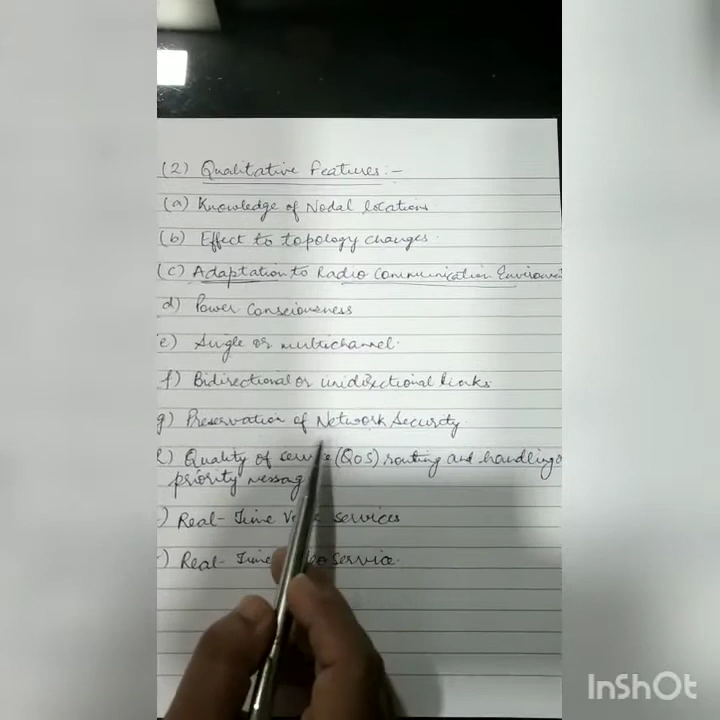 (2) Qualitative Features:-
(a) Knowledge of Nodal locations
(b) Effect to topology changes.
(c) Adaptation to Radio Communication
d) Power Consciousness
e) Single or multichannel.
f) Bidirectional or unidirectional links
g) Preservation of Network Security.
Quality of service (QoS) routing and handling
priority
) Real-Time services
) Real-Time service.
InShOt